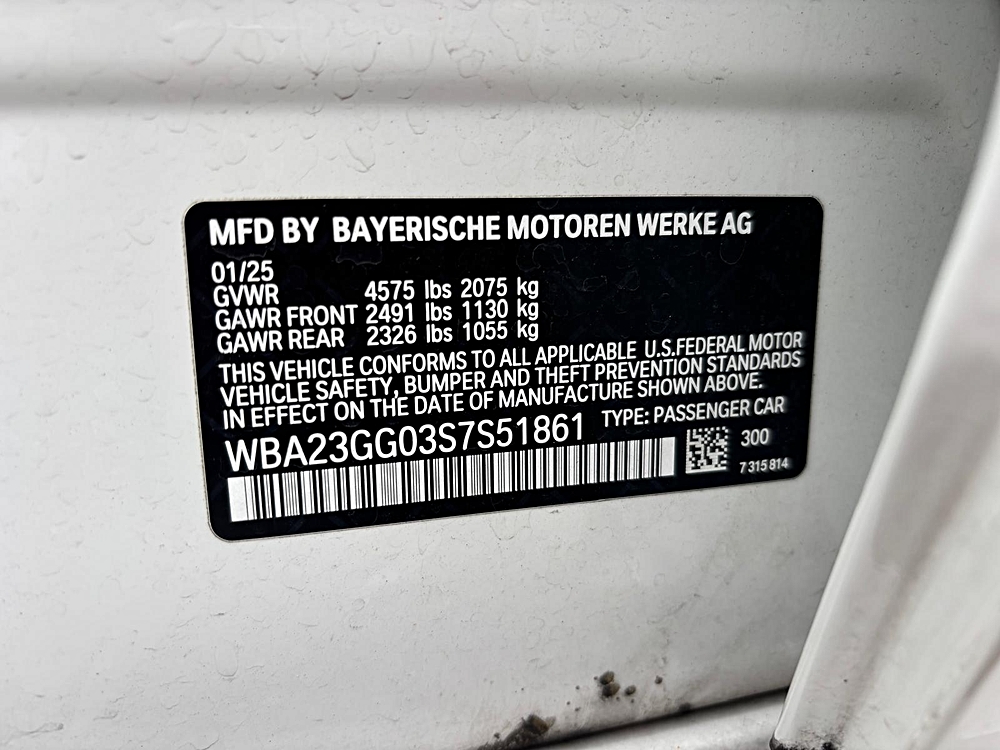 MFD BY BAYERISCHE MOTOREN WERKE AG
01/25
GVWR 4575 lbs 2075 kg
GAWR FRONT 2491 lbs 1130 kg
GAWR REAR 2326 lbs 1055 kg
THIS VEHICLE CONFORMS TO ALL APPLICABLE U.S.FEDERAL MOTOR
VEHICLE SAFETY, BUMPER AND THEFT PREVENTION STANDARDS
IN EFFECT ON THE DATE OF MANUFACTURE SHOWN ABOVE.
WBA23GG03S7S51861 TYPE: PASSENGER CAR
300
7 315 814